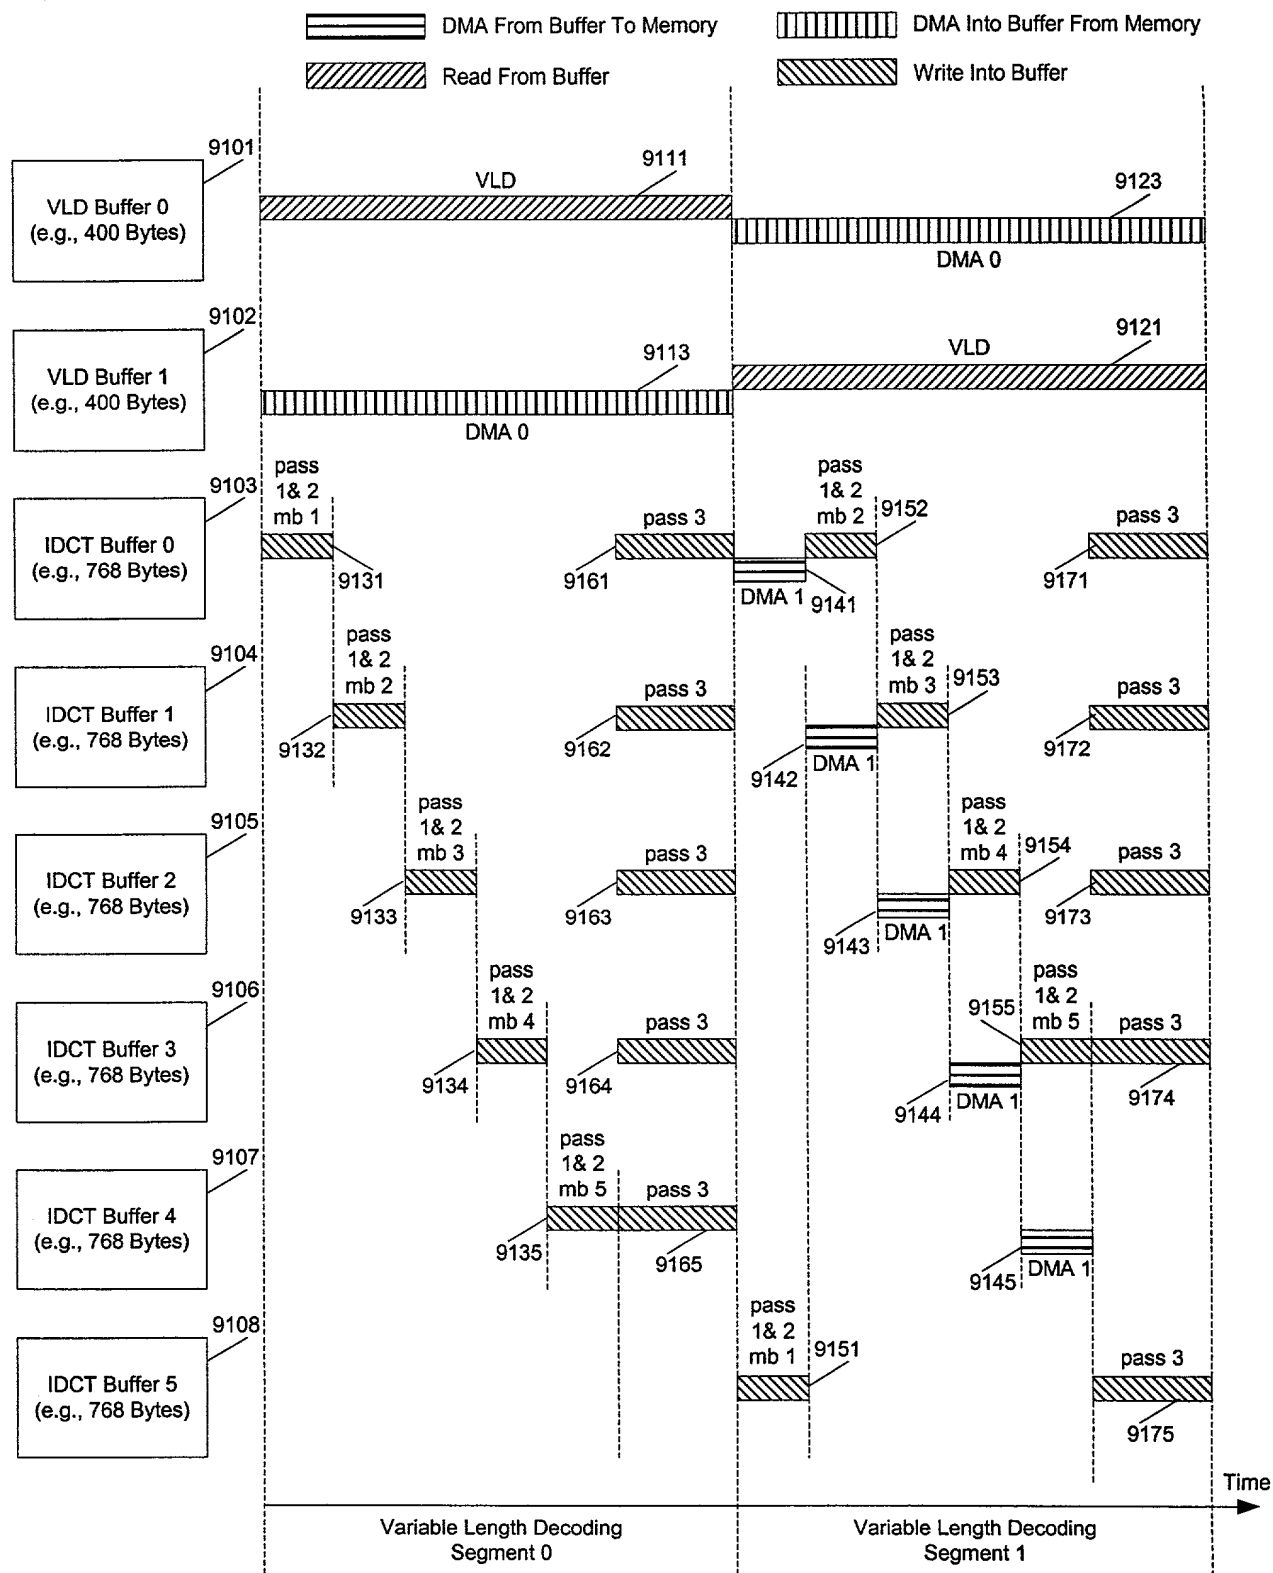 DMA From Buffer To Memory
DMA Into Buffer From Memory
Read From Buffer
Write Into Buffer
9101
VLD Buffer 0
(e.g., 400 Bytes)
VLD
9111
9123
DMA 0
9102
VLD Buffer 1
(e.g., 400 Bytes)
9113
DMA 0
VLD
9121
9103
IDCT Buffer 0
(e.g., 768 Bytes)
pass
1& 2
mb 1
9131
pass 3
9161
DMA 1
9141
pass
1& 2
mb 2
9152
pass 3
9171
9104
IDCT Buffer 1
(e.g., 768 Bytes)
pass
1& 2
mb 2
9132
pass 3
9162
DMA 1
9142
pass
1& 2
mb 3
9153
pass 3
9172
9105
IDCT Buffer 2
(e.g., 768 Bytes)
pass
1& 2
mb 3
9133
pass 3
9163
DMA 1
9143
pass
1& 2
mb 4
9154
pass 3
9173
9106
IDCT Buffer 3
(e.g., 768 Bytes)
pass
1& 2
mb 4
9134
pass 3
9164
DMA 1
9144
pass
1& 2
mb 5
9155
pass 3
9174
9107
IDCT Buffer 4
(e.g., 768 Bytes)
pass
1& 2
mb 5
9135
pass 3
9165
DMA 1
9145
9108
IDCT Buffer 5
(e.g., 768 Bytes)
pass
1& 2
mb 1
9151
pass 3
9175
Time
Variable Length Decoding
Segment 0
Variable Length Decoding
Segment 1